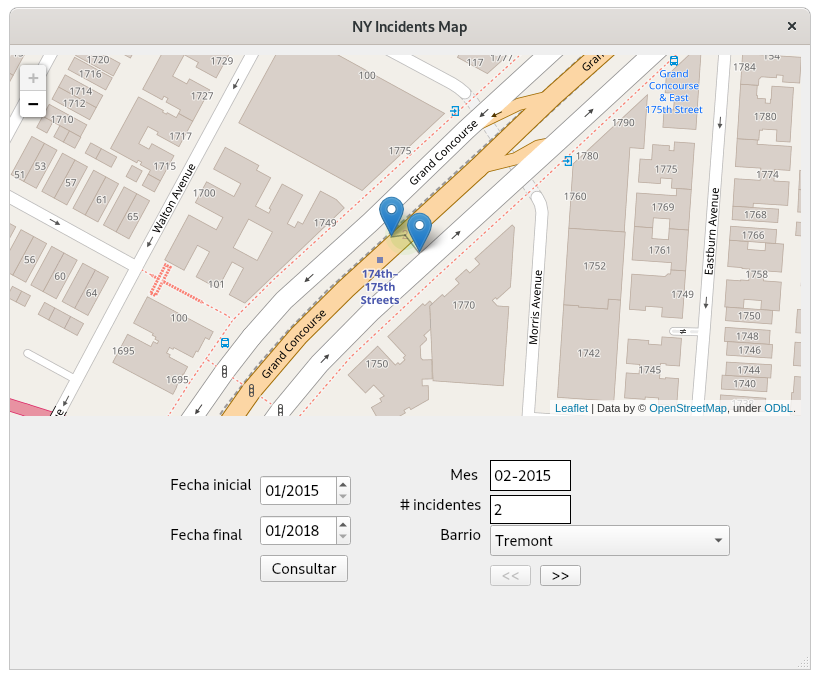 NY Incidents Map
×
+
−
1720
1716
1714
1712
1710
1729
1727
1717
1715
1700
100
117
1775
1749
Grand Concourse
Gran
Grand
Concourse
& East
175th Street
154
1784
1790
1780
1780
1775
1774
1760
1769
1768
1766
1761
1758
1752
1749
1750
1748
1746
1745
1744
1740
1742
Eastburn Avenue
Morris Avenue
Walton Avenue
51
53
57
61
65
56
60
64
101
100
1695
1695
174th–
175th
Streets
Grand Concourse
1770
1750
Leaflet | Data by © OpenStreetMap, under ODbL.
Fecha inicial
01/2015
Fecha final
01/2018
Consultar
Mes
02-2015
# incidentes
2
Barrio
Tremont
<<
>>